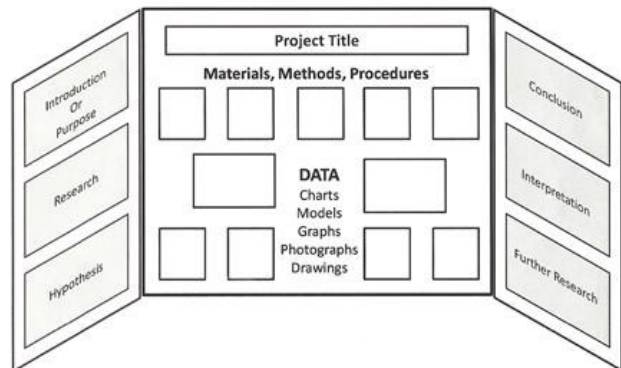 Introduction
Or
Purpose
Research
Hypothesis
Project Title
Materials, Methods, Procedures
DATA
Charts
Models
Graphs
Photographs
Drawings
Conclusion
Interpretation
Further Research